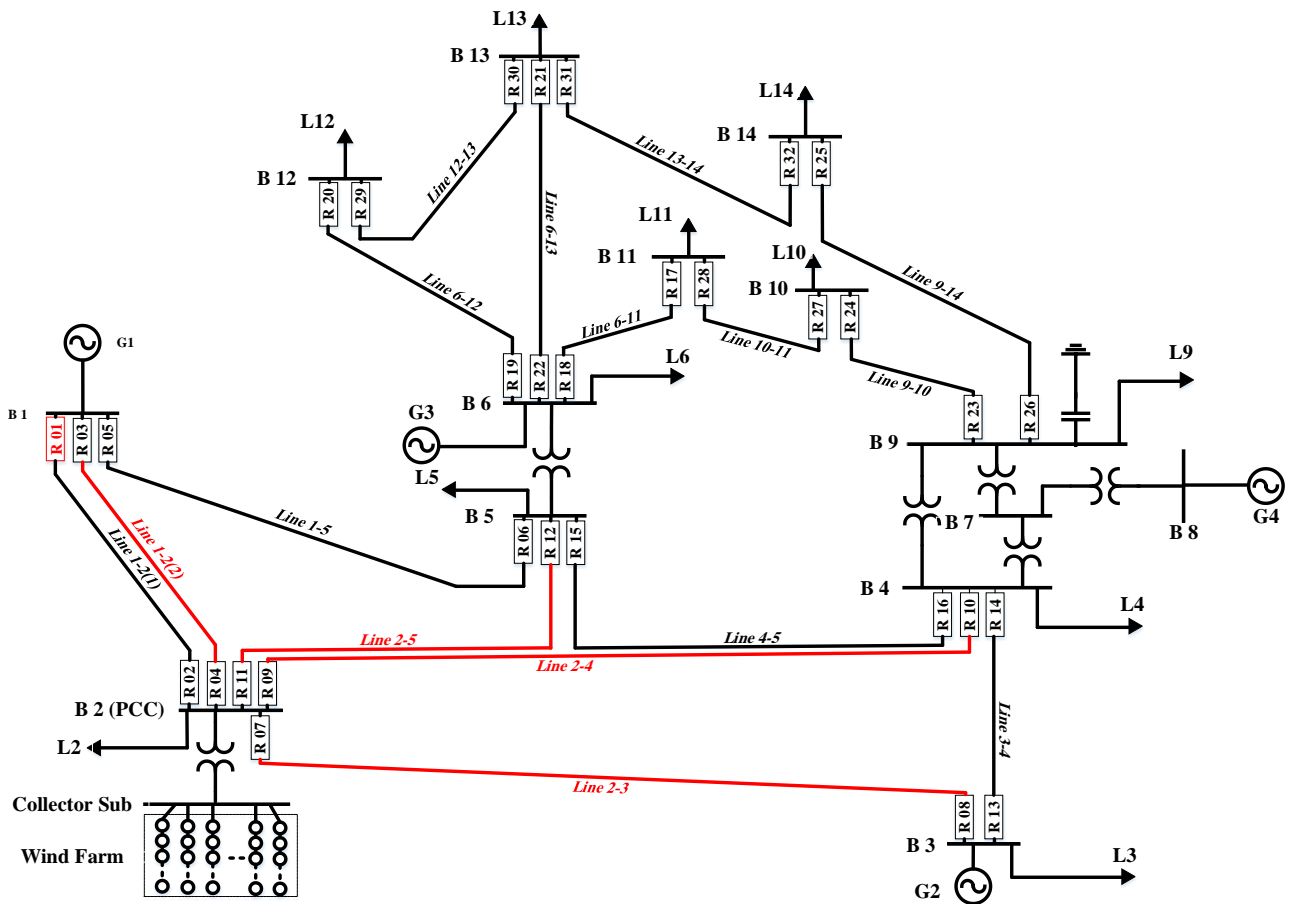 L13
B 13
R 30
R 21
R 31
L14
B 14
R 32
R 25
L12
B 12
R 20
R 29
Line 12-13
Line 13-14
Line 6-13
L11
B 11
R 17
R 28
L10
B 10
R 27
R 24
Line 9-14
Line 6-12
Line 6-11
Line 10-11
Line 9-10
G1
B 1
R 01
R 03
R 05
R 19
R 22
R 18
L6
B 6
G3
L9
R 23
R 26
B 9
L5
B 5
R 06
R 12
R 15
B 7
B 8
G4
Line 1-5
Line 1-2(2)
Line 1-2(1)
B 4
R 16
R 10
R 14
L4
Line 2-5
Line 4-5
Line 2-4
R 02
R 04
R 11
R 09
B 2 (PCC)
R 07
L2
Line 3-4
Line 2-3
Collector Sub
Wind Farm
R 08
R 13
B 3
L3
G2